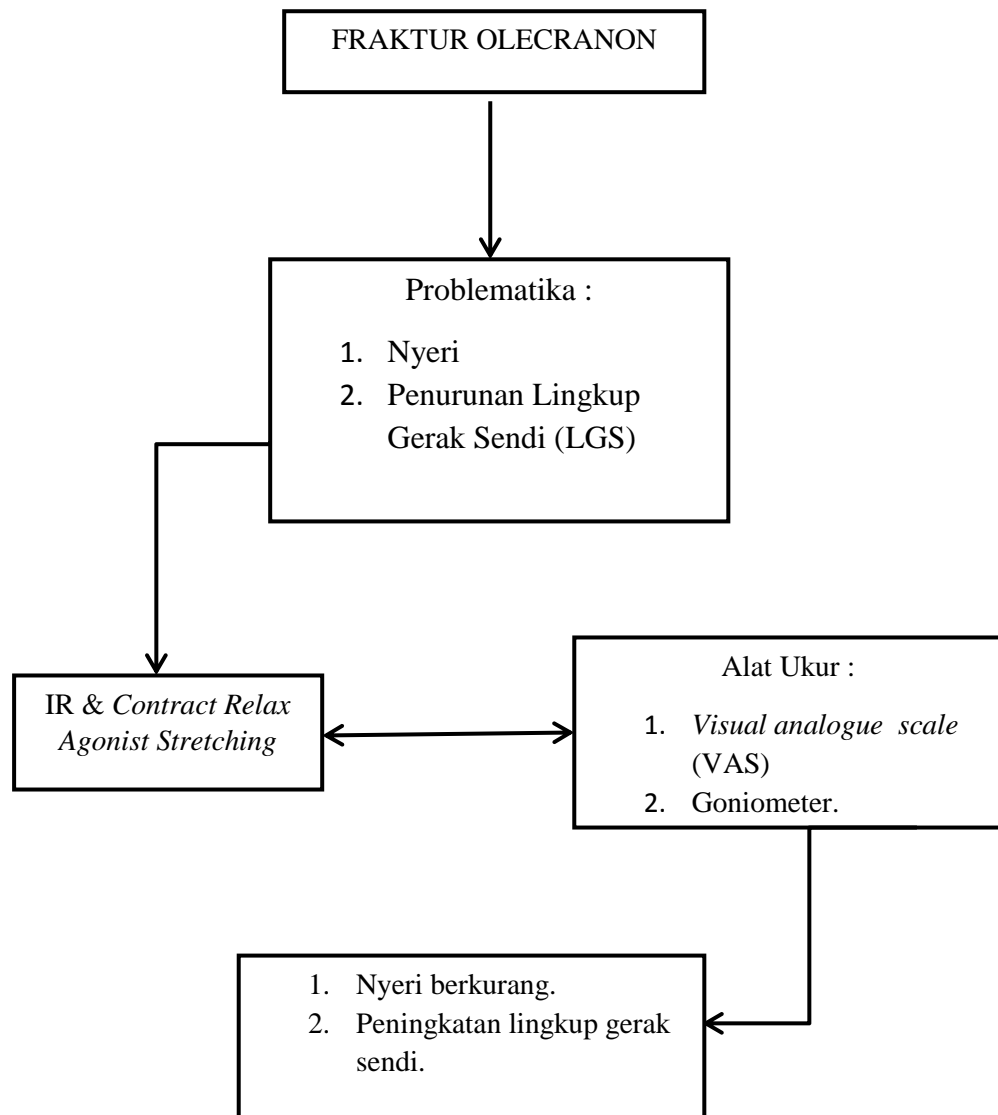 FRAKTUR OLECRANON
Problematika :
1. Nyeri
2. Penurunan Lingkup
Gerak Sendi (LGS)
IR & Contract Relax
Agonist Stretching
Alat Ukur :
1. Visual analogue scale
(VAS)
2. Goniometer.
1. Nyeri berkurang.
2. Peningkatan lingkup gerak
sendi.